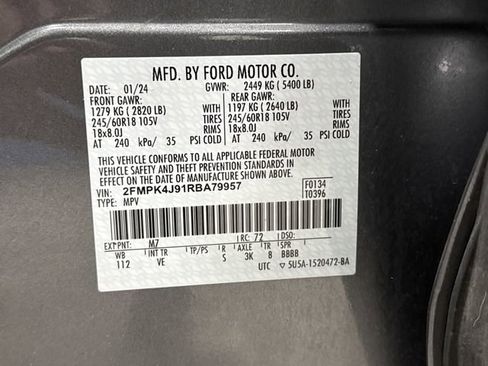 MFD. BY FORD MOTOR CO.
DATE: 01/24 GVWR: 2449 KG ( 5400 LB)
FRONT GAWR: REAR GAWR:
1279 KG ( 2820 LB) WITH 1197 KG ( 2640 LB) WITH
245/60R18 105V TIRES 245/60R18 105V TIRES
18x8.0J RIMS 18x8.0J RIMS
AT 240 kPa/ 35 PSI COLD AT 240 kPa/ 35 PSI COLD
THIS VEHICLE CONFORMS TO ALL APPLICABLE FEDERAL MOTOR
VEHICLE SAFETY AND THEFT PREVENTION STANDARDS IN
EFFECT ON THE DATE OF MANUFACTURE SHOWN ABOVE.
VIN: 2FMPK4J91RBA79957 F0134
TYPE: MPV T0396
EXT PNT: M7 RC: 72 DSO:
WB INT TR TP/PS R AXLE TR SPR
112 VE S 3K 8 BBBB
UTC ▽ 5U5A-1520472-BA